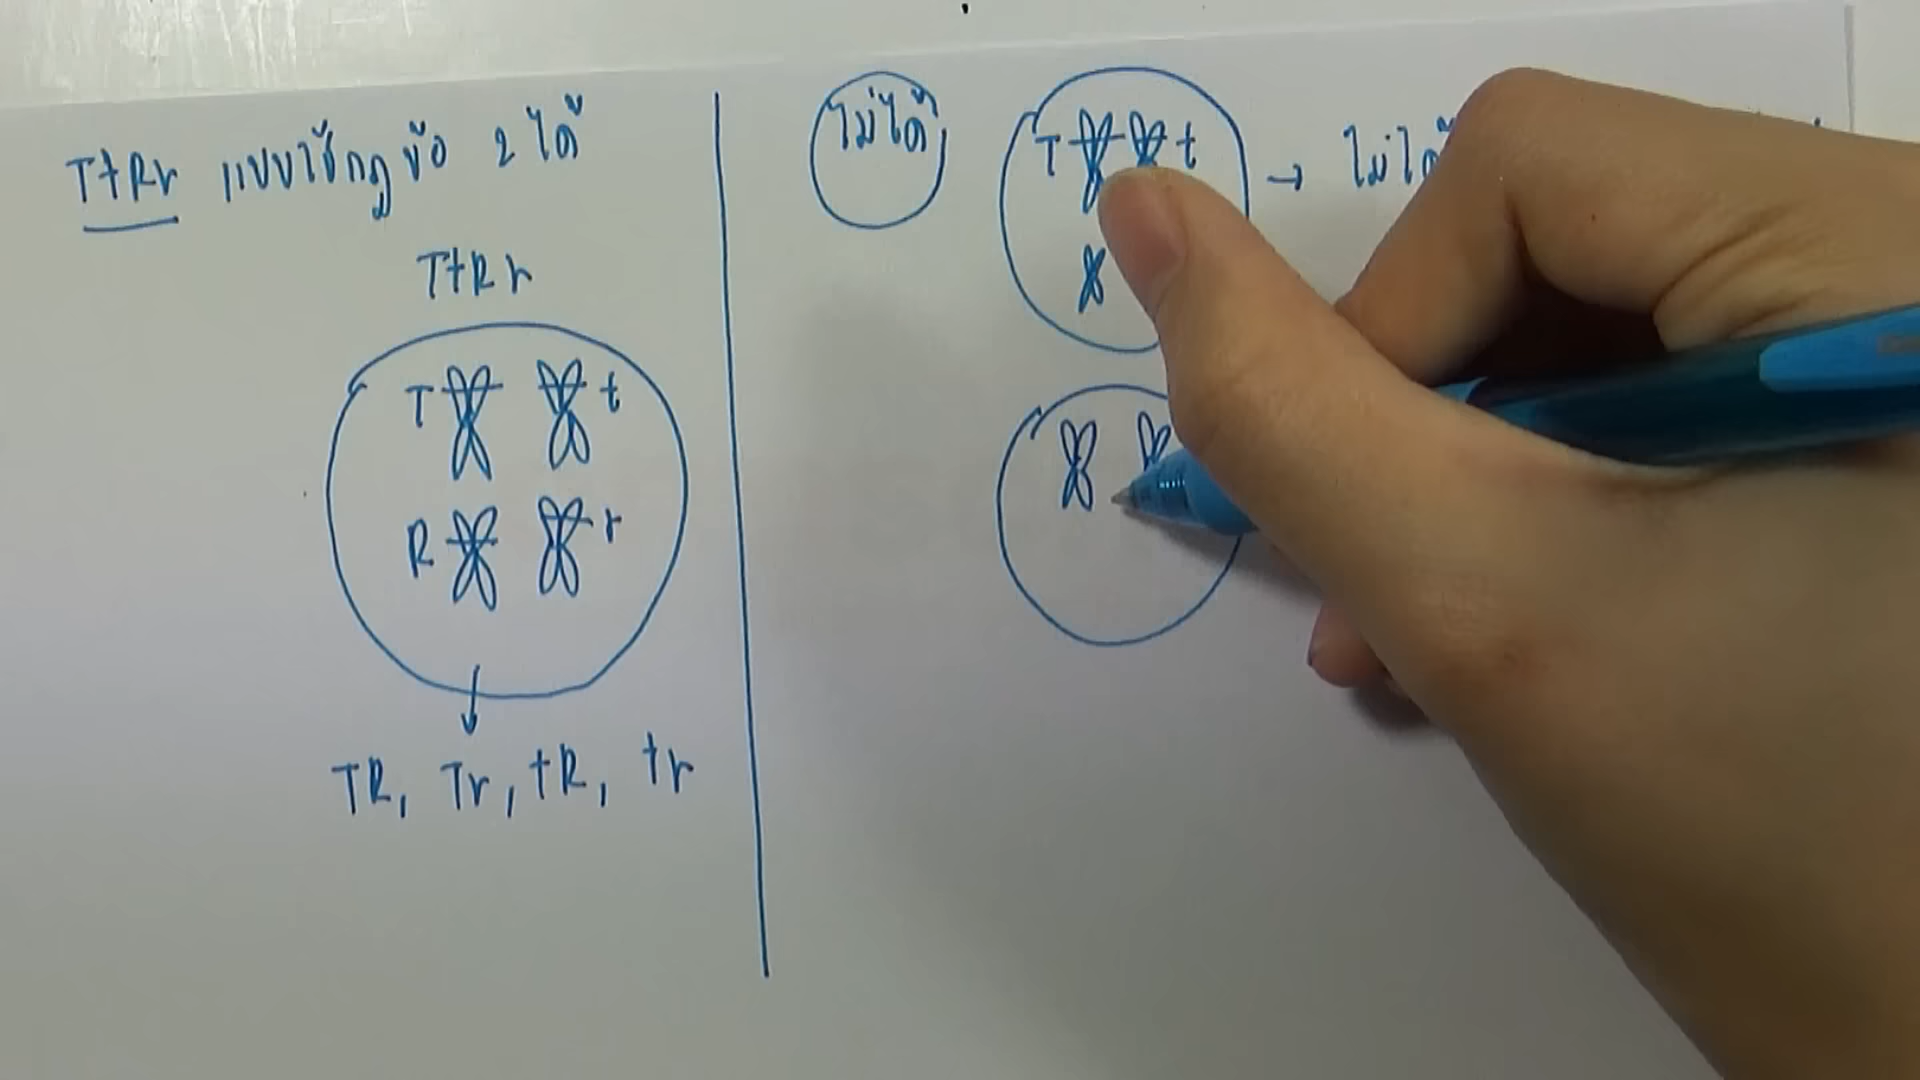 TtRr แบบใช้กฎข้อ 2 ได้
TtRr
T t
R r
TR, Tr, tR, tr
ไม่ได้
T t → ไม่ได้